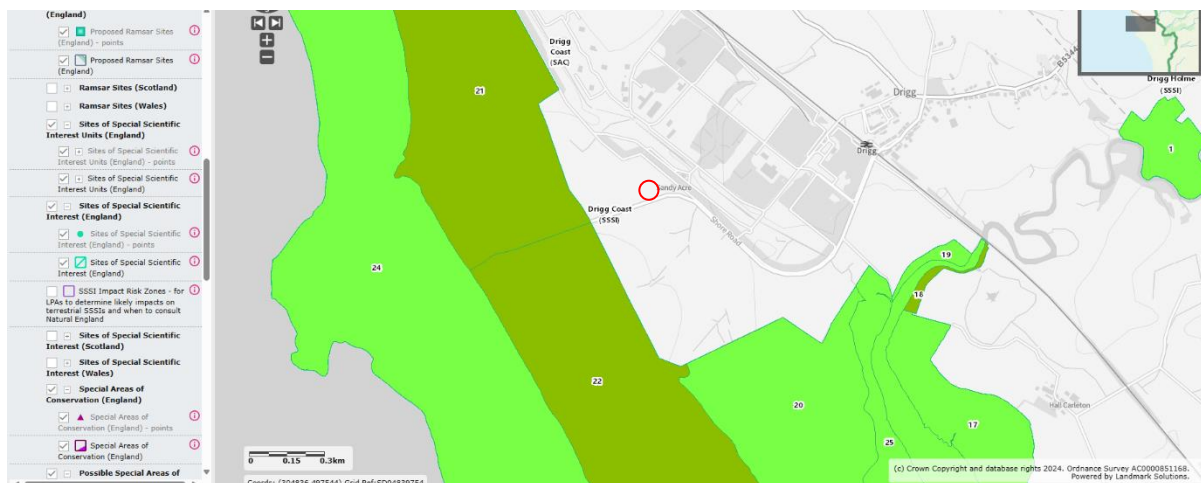 (England)
Proposed Ramsar Sites
(England) - points
Proposed Ramsar Sites
(England)
Ramsar Sites (Scotland)
Ramsar Sites (Wales)
Sites of Special Scientific
Interest Units (England)
Sites of Special Scientific
Interest Units (England) - points
Sites of Special Scientific
Interest Units (England)
Sites of Special Scientific
Interest (England)
Sites of Special Scientific
Interest (England) - points
Sites of Special Scientific
Interest (England)
SSSI Impact Risk Zones - for
LPAs to determine likely impacts on
terrestrial SSSIs and when to consult
Natural England
Sites of Special Scientific
Interest (Scotland)
Sites of Special Scientific
Interest (Wales)
Special Areas of
Conservation (England)
Special Areas of
Conservation (England) - points
Special Areas of
Conservation (England)
Possible Special Areas of
Drigg
Coast
(SAC)
21
B5344
Drigg
Drigg
Drigg Holme
(SSSI)
1
Sandy Acre
Drigg Coast
(SSSI)
Shore Road
24
19
18
22
20
17
25
Hall Carleton
0 0.15 0.3km
(c) Crown Copyright and database rights 2024. Ordnance Survey AC0000851168.
Powered by Landmark Solutions.